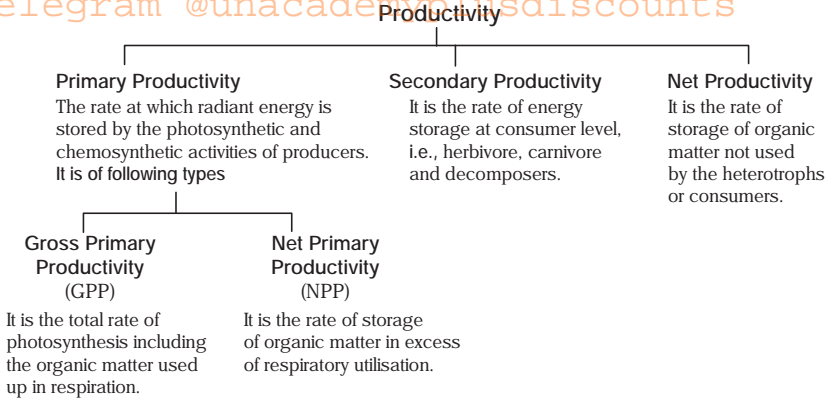 elegram @unacademyplusdiscounts
Productivity
Primary Productivity
The rate at which radiant energy is
stored by the photosynthetic and
chemosynthetic activities of producers.
It is of following types
Secondary Productivity
It is the rate of energy
storage at consumer level,
i.e., herbivore, carnivore
and decomposers.
Net Productivity
It is the rate of
storage of organic
matter not used
by the heterotrophs
or consumers.
Gross Primary
Productivity
(GPP)
It is the total rate of
photosynthesis including
the organic matter used
up in respiration.
Net Primary
Productivity
(NPP)
It is the rate of storage
of organic matter in excess
of respiratory utilisation.